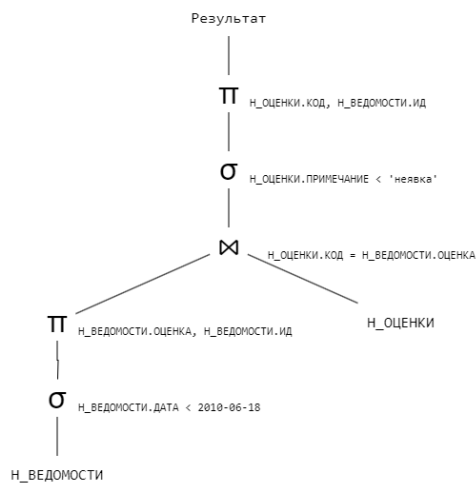 Результат
π Н_ОЦЕНКИ.КОД, Н_ВЕДОМОСТИ.ИД
σ Н_ОЦЕНКИ.ПРИМЕЧАНИЕ < 'неявка'
⋈ Н_ОЦЕНКИ.КОД = Н_ВЕДОМОСТИ.ОЦЕНКА
π Н_ВЕДОМОСТИ.ОЦЕНКА, Н_ВЕДОМОСТИ.ИД
Н_ОЦЕНКИ
σ Н_ВЕДОМОСТИ.ДАТА < 2010-06-18
Н_ВЕДОМОСТИ